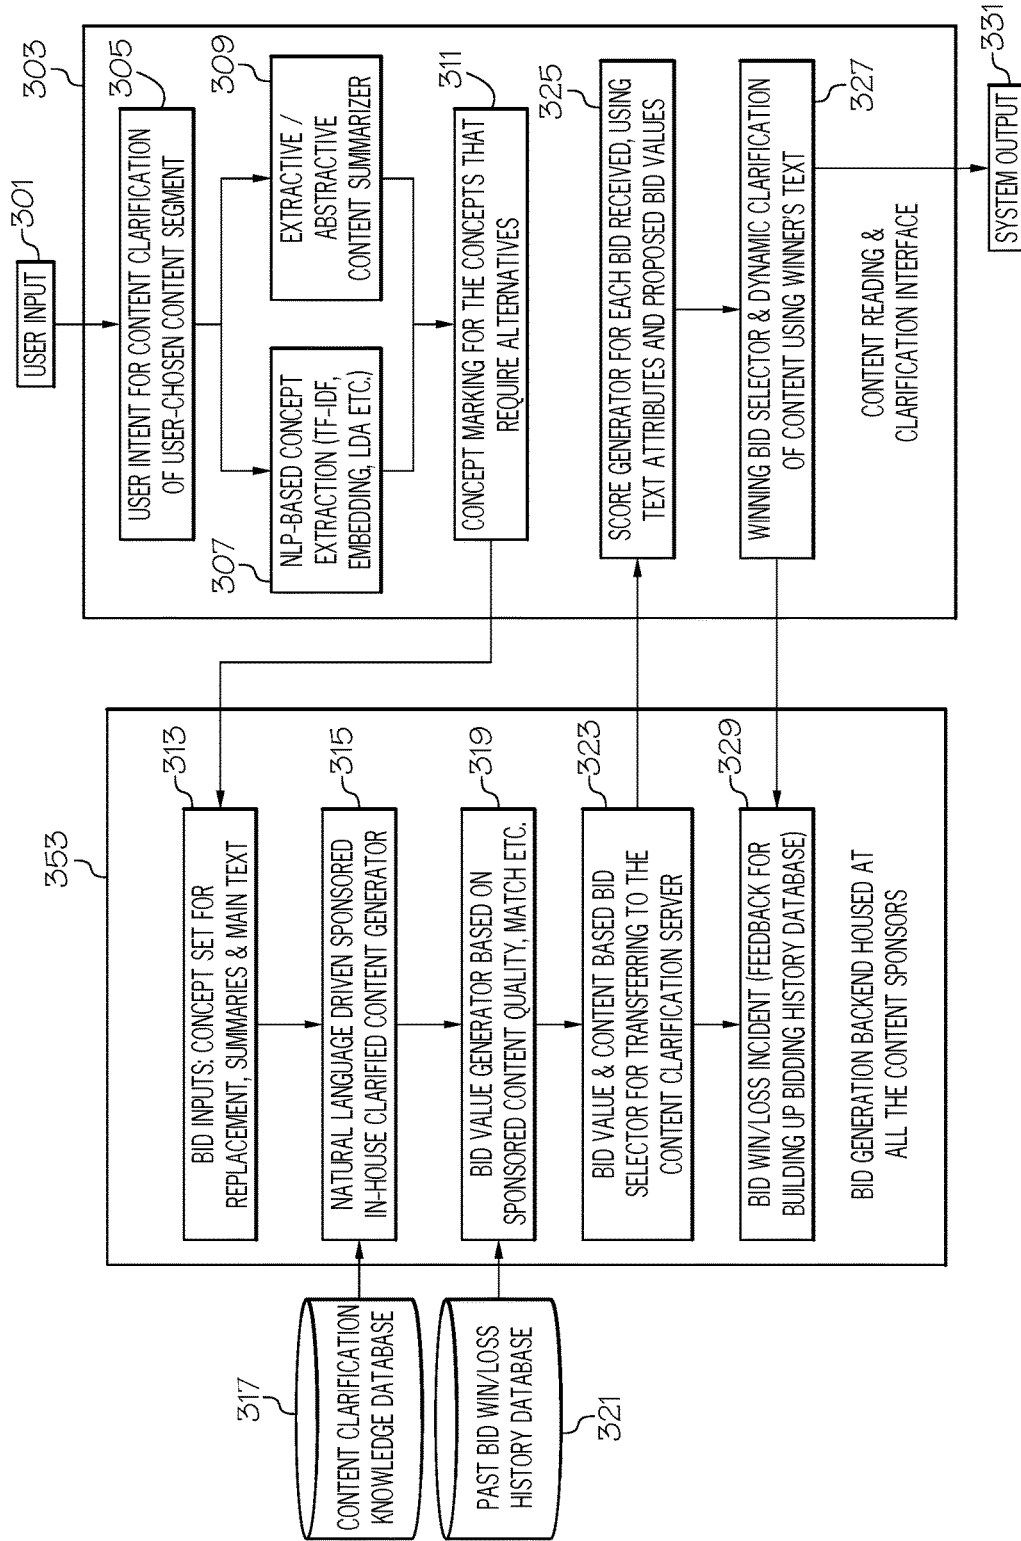 301
USER INPUT
303
305
USER INTENT FOR CONTENT CLARIFICATION
OF USER-CHOSEN CONTENT SEGMENT
307
NLP-BASED CONCEPT
EXTRACTION (TF-IDF,
EMBEDDING, LDA ETC.)
309
EXTRACTIVE /
ABSTRACTIVE
CONTENT SUMMARIZER
311
CONCEPT MARKING FOR THE CONCEPTS THAT
REQUIRE ALTERNATIVES
325
SCORE GENERATOR FOR EACH BID RECEIVED, USING
TEXT ATTRIBUTES AND PROPOSED BID VALUES
327
WINNING BID SELECTOR & DYNAMIC CLARIFICATION
OF CONTENT USING WINNER'S TEXT
CONTENT READING &
CLARIFICATION INTERFACE
331
SYSTEM OUTPUT
353
313
BID INPUTS: CONCEPT SET FOR
REPLACEMENT, SUMMARIES & MAIN TEXT
315
NATURAL LANGUAGE DRIVEN SPONSORED
IN-HOUSE CLARIFIED CONTENT GENERATOR
319
BID VALUE GENERATOR BASED ON
SPONSORED CONTENT QUALITY, MATCH ETC.
323
BID VALUE & CONTENT BASED BID
SELECTOR FOR TRANSFERRING TO THE
CONTENT CLARIFICATION SERVER
329
BID WIN/LOSS INCIDENT (FEEDBACK FOR
BUILDING UP BIDDING HISTORY DATABASE)
BID GENERATION BACKEND HOUSED AT
ALL THE CONTENT SPONSORS
317
CONTENT CLARIFICATION
KNOWLEDGE DATABASE
PAST BID WIN/LOSS
HISTORY DATABASE
321